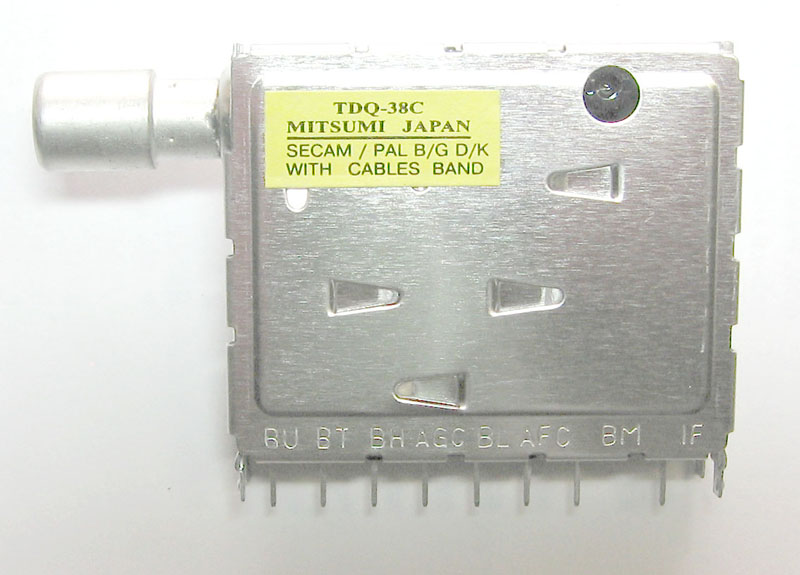 TDQ-38C
MITSUMI JAPAN
SECAM / PAL B/G D/K
WITH CABLES BAND
BU BT BH AGC BL AFC BM IF